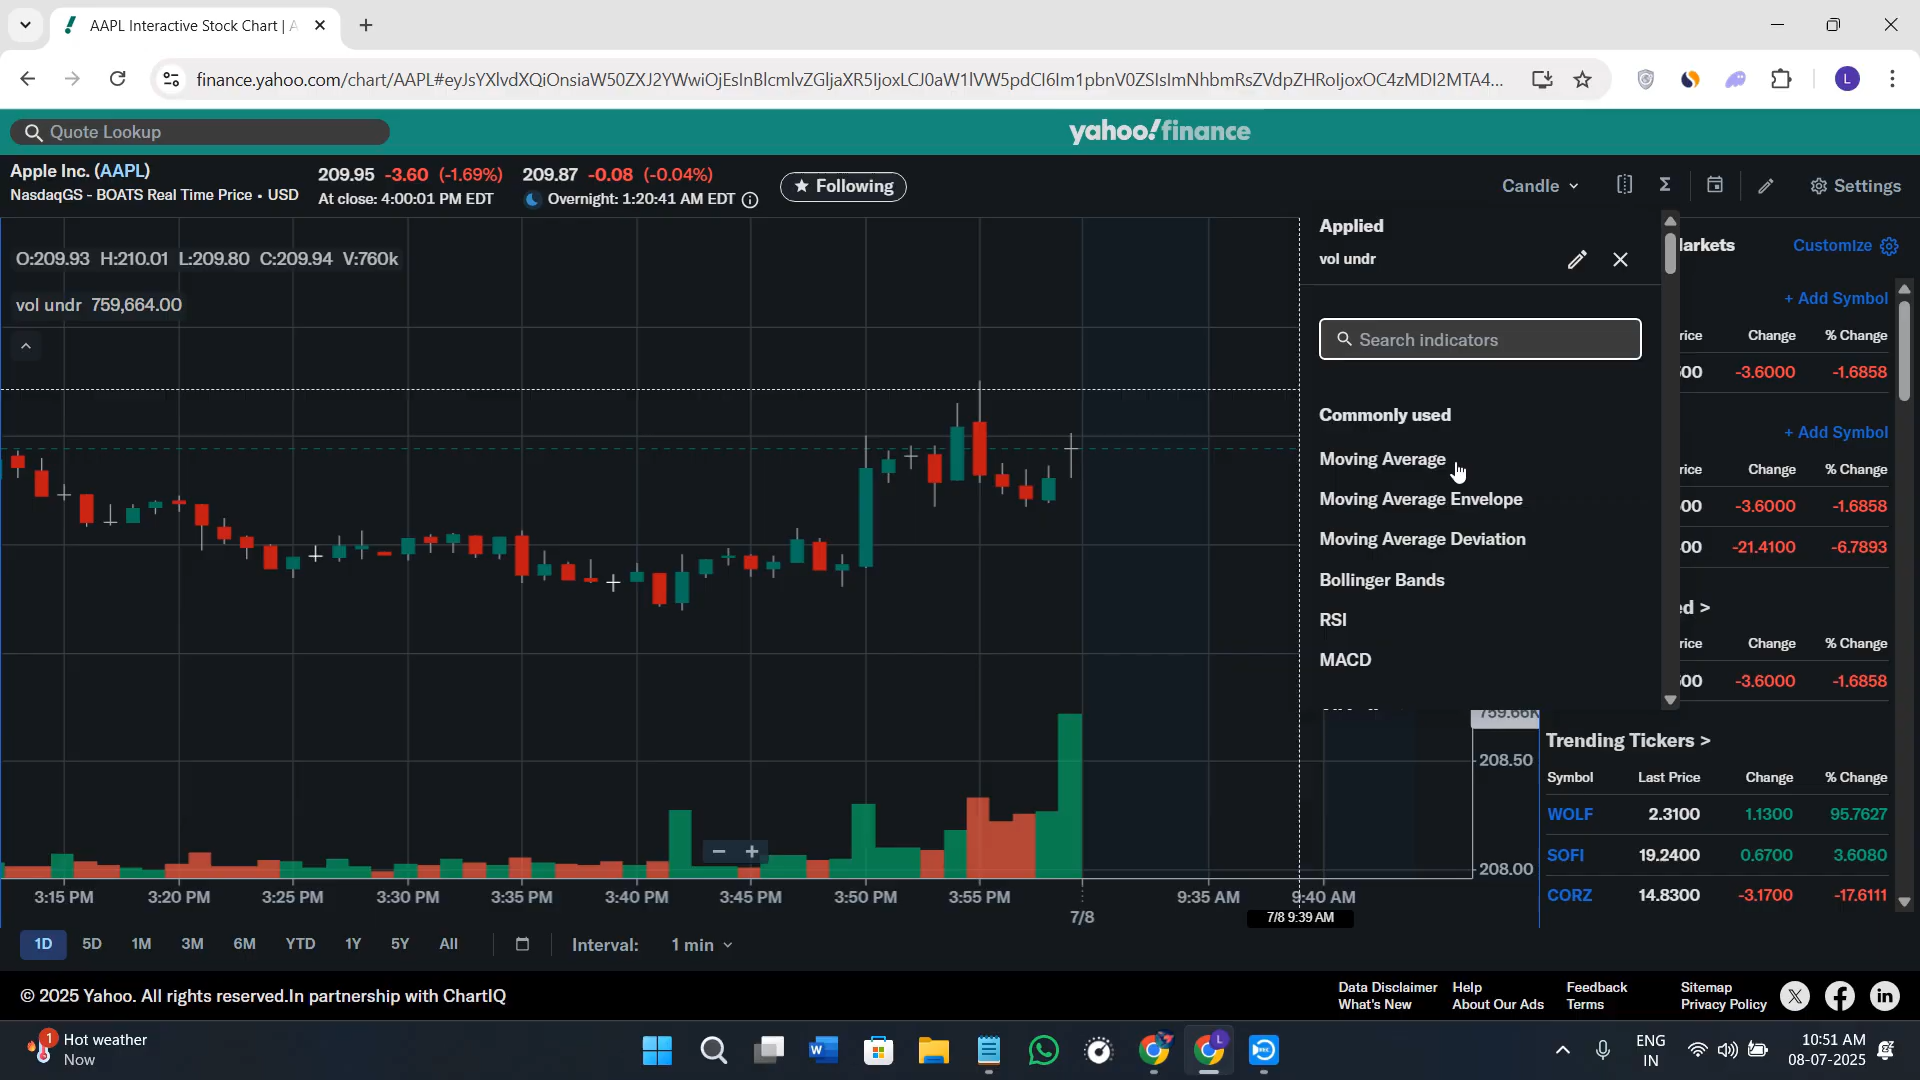 AAPL Interactive Stock Chart | A
finance.yahoo.com/chart/AAPL#eyJsYXlvdXQiOnsiaW50ZXJ2YWwiOjEsInBlcmlvZGljaXR5IjoxLCJ0aW1lVW5pdCI6Im1pbnV0ZSIsImNhbmRsZVdpZHRoIjoxOC4zMDI2MTA4...
L
Quote Lookup
yahoo!finance
Apple Inc. (AAPL)
NasdaqGS - BOATS Real Time Price • USD
209.95 -3.60 (-1.69%)
At close: 4:00:01 PM EDT
209.87 -0.08 (-0.04%)
Overnight: 1:20:41 AM EDT
Following
Candle
Settings
O:209.93 H:210.01 L:209.80 C:209.94 V:760k
vol undr 759,664.00
Applied
vol undr
Search indicators
Commonly used
Moving Average
Moving Average Envelope
Moving Average Deviation
Bollinger Bands
RSI
MACD
larkets
Customize
+ Add Symbol
rice Change % Change
00 -3.6000 -1.6858
+ Add Symbol
rice Change % Change
00 -3.6000 -1.6858
00 -21.4100 -6.7893
ed >
rice Change % Change
00 -3.6000 -1.6858
Trending Tickers >
Symbol Last Price Change % Change
WOLF 2.3100 1.1300 95.7627
SOFI 19.2400 0.6700 3.6080
CORZ 14.8300 -3.1700 -17.6111
759.66K
208.50
208.00
3:15 PM 3:20 PM 3:25 PM 3:30 PM 3:35 PM 3:40 PM 3:45 PM 3:50 PM 3:55 PM 9:35 AM 9:40 AM
7/8
7/8 9:39 AM
1D 5D 1M 3M 6M YTD 1Y 5Y All Interval: 1 min
© 2025 Yahoo. All rights reserved.In partnership with ChartIQ
Data Disclaimer Help Feedback Sitemap
What's New About Our Ads Terms Privacy Policy
1
Hot weather
Now
ENG
IN
10:51 AM
08-07-2025